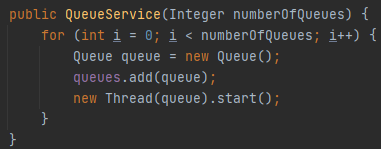 public QueueService(Integer numberOfQueues) {
    for (int i = 0; i < numberOfQueues; i++) {
        Queue queue = new Queue();
        queues.add(queue);
        new Thread(queue).start();
    }
}